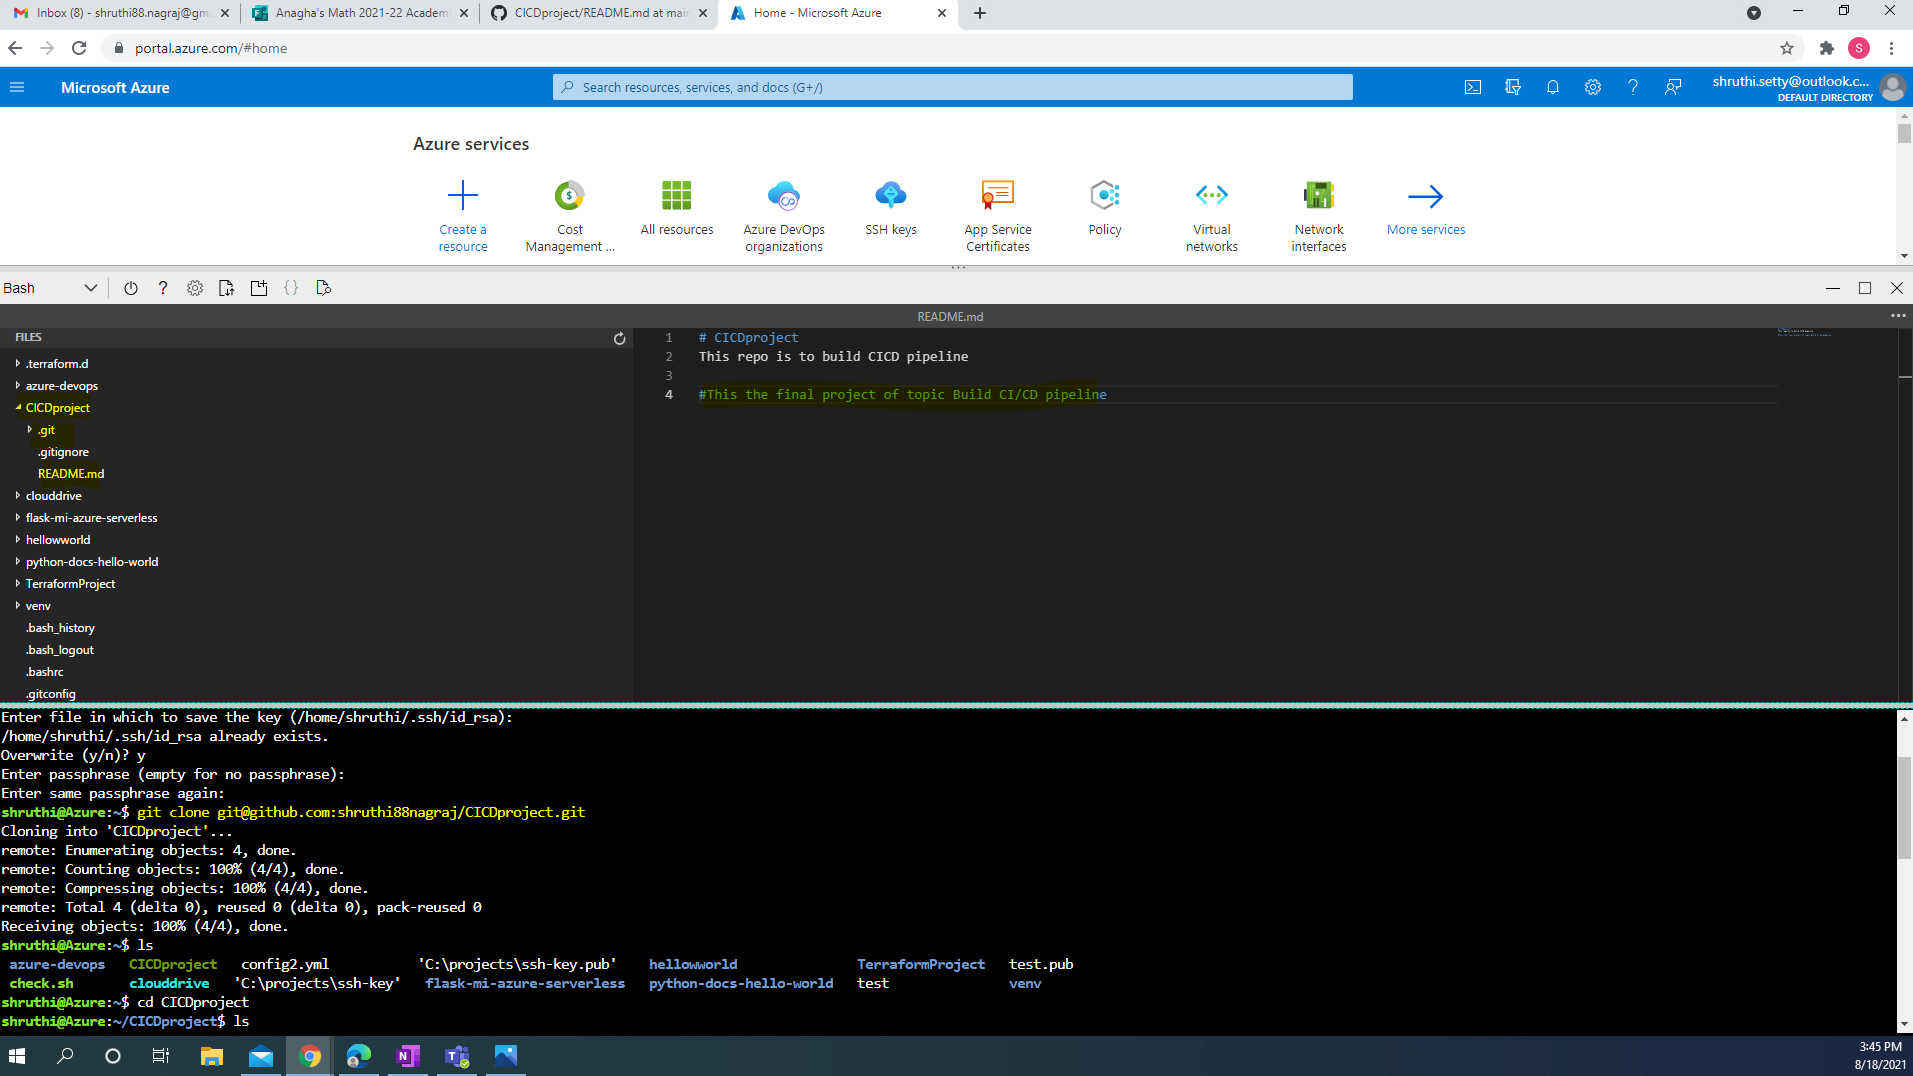 Inbox (8) - shruthi88.nagraj@gm
Anagha's Math 2021-22 Academ
CICDproject/README.md at mai
Home - Microsoft Azure
portal.azure.com/#home
S
Microsoft Azure
Search resources, services, and docs (G+/)
shruthi.setty@outlook.c...
DEFAULT DIRECTORY
Azure services
Create a resource
Cost Management ...
All resources
Azure DevOps organizations
SSH keys
App Service Certificates
Policy
Virtual networks
Network interfaces
More services
Bash
README.md
FILES
.terraform.d
azure-devops
CICDproject
.git
.gitignore
README.md
clouddrive
flask-mi-azure-serverless
hellowworld
python-docs-hello-world
TerraformProject
venv
.bash_history
.bash_logout
.bashrc
.gitconfig
1 # CICDproject
2 This repo is to build CICD pipeline
3
4 #This the final project of topic Build CI/CD pipeline
Enter file in which to save the key (/home/shruthi/.ssh/id_rsa):
/home/shruthi/.ssh/id_rsa already exists.
Overwrite (y/n)? y
Enter passphrase (empty for no passphrase):
Enter same passphrase again:
shruthi@Azure:~$ git clone git@github.com:shruthi88nagraj/CICDproject.git
Cloning into 'CICDproject'...
remote: Enumerating objects: 4, done.
remote: Counting objects: 100% (4/4), done.
remote: Compressing objects: 100% (4/4), done.
remote: Total 4 (delta 0), reused 0 (delta 0), pack-reused 0
Receiving objects: 100% (4/4), done.
shruthi@Azure:~$ ls
azure-devops CICDproject config2.yml 'C:\projects\ssh-key.pub' hellowworld TerraformProject test.pub
check.sh clouddrive 'C:\projects\ssh-key' flask-mi-azure-serverless python-docs-hello-world test venv
shruthi@Azure:~$ cd CICDproject
shruthi@Azure:~/CICDproject$ ls
3:45 PM
8/18/2021